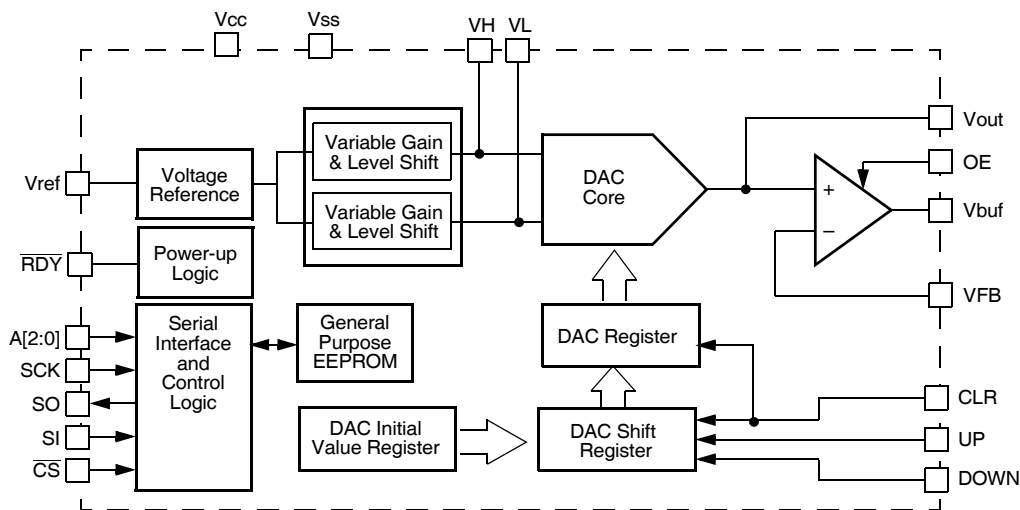 Vcc
Vss
VH
VL
Vref
Voltage
Reference
Variable Gain
& Level Shift
Variable Gain
& Level Shift
DAC
Core
+
–
Vout
OE
Vbuf
VFB
RDY
Power-up
Logic
A[2:0]
SCK
SO
SI
CS
Serial
Interface
and
Control
Logic
General
Purpose
EEPROM
DAC Register
DAC Initial
Value Register
DAC Shift
Register
CLR
UP
DOWN